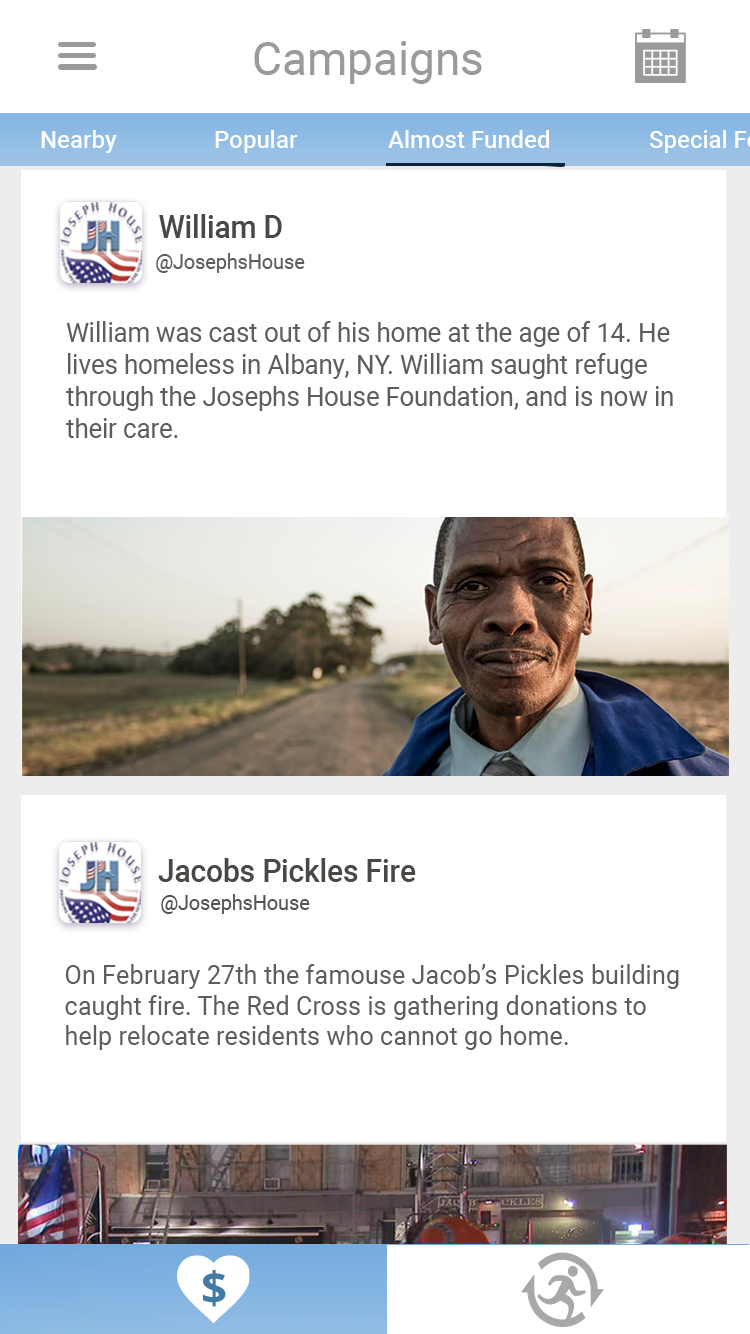 Campaigns
Nearby Popular Almost Funded Special F
JOSEPH HOUSE
JH
William D
@JosephsHouse
William was cast out of his home at the age of 14. He
lives homeless in Albany, NY. William saught refuge
through the Josephs House Foundation, and is now in
their care.
JOSEPH HOUSE
JH
Jacobs Pickles Fire
@JosephsHouse
On February 27th the famouse Jacob’s Pickles building
caught fire. The Red Cross is gathering donations to
help relocate residents who cannot go home.
$